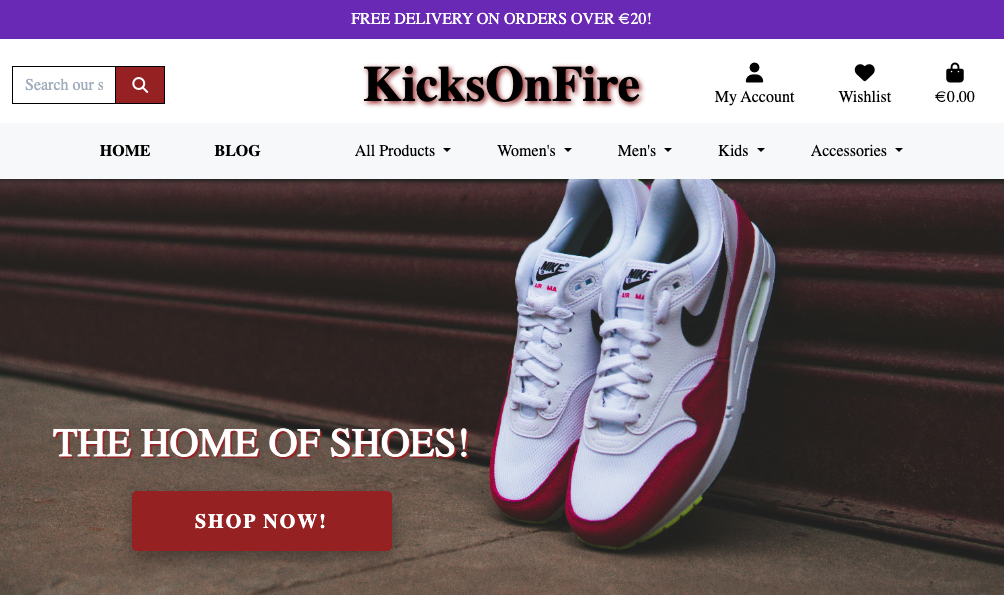 FREE DELIVERY ON ORDERS OVER €20!
Search our s
KicksOnFire
My Account
Wishlist
€0.00
HOME
BLOG
All Products
Women's
Men's
Kids
Accessories
NIKE
AIR MA
NIKE
AIR MA
THE HOME OF SHOES!
SHOP NOW!